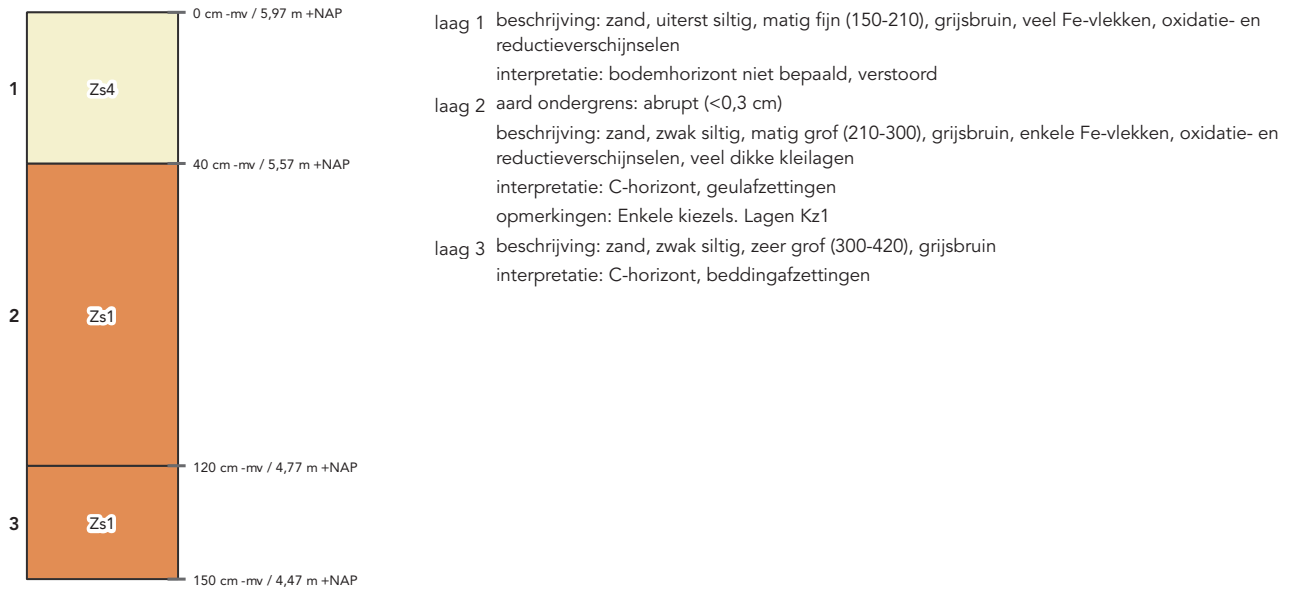 0 cm -mv / 5,97 m +NAP
1
Zs4
40 cm -mv / 5,57 m +NAP
2
Zs1
120 cm -mv / 4,77 m +NAP
3
Zs1
150 cm -mv / 4,47 m +NAP
laag 1 beschrijving: zand, uiterst siltig, matig fijn (150-210), grijsbruin, veel Fe-vlekken, oxidatie- en
reductieverschijnselen
interpretatie: bodemhorizont niet bepaald, verstoord
laag 2 aard ondergrens: abrupt (<0,3 cm)
beschrijving: zand, zwak siltig, matig grof (210-300), grijsbruin, enkele Fe-vlekken, oxidatie- en
reductieverschijnselen, veel dikke kleilagen
interpretatie: C-horizont, geulafzettingen
opmerkingen: Enkele kiezels. Lagen Kz1
laag 3 beschrijving: zand, zwak siltig, zeer grof (300-420), grijsbruin
interpretatie: C-horizont, beddingafzettingen